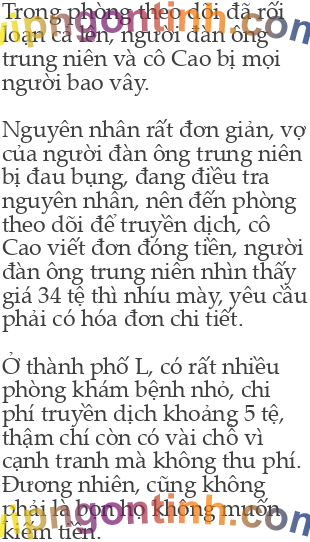 Trong phòng theo dõi đã rối
loạn cả lên, người đàn ông
trung niên và cô Cao bị mọi
người bao vây.
Nguyên nhân rất đơn giản, vợ
của người đàn ông trung niên
bị đau bụng, đang điều tra
nguyên nhân, nên đến phòng
theo dõi để truyền dịch, cô
Cao viết đơn đóng tiền, người
đàn ông trung niên nhìn thấy
giá 34 tệ thì nhíu mày, yêu cầu
phải có hóa đơn chi tiết.
Ở thành phố L, có rất nhiều
phòng khám bệnh nhỏ, chi
phí truyền dịch khoảng 5 tệ,
thậm chí còn có vài chỗ vì
cạnh tranh mà không thu phí.
Đương nhiên, cũng không
phải là bọn họ không muốn
kiếm tiền.